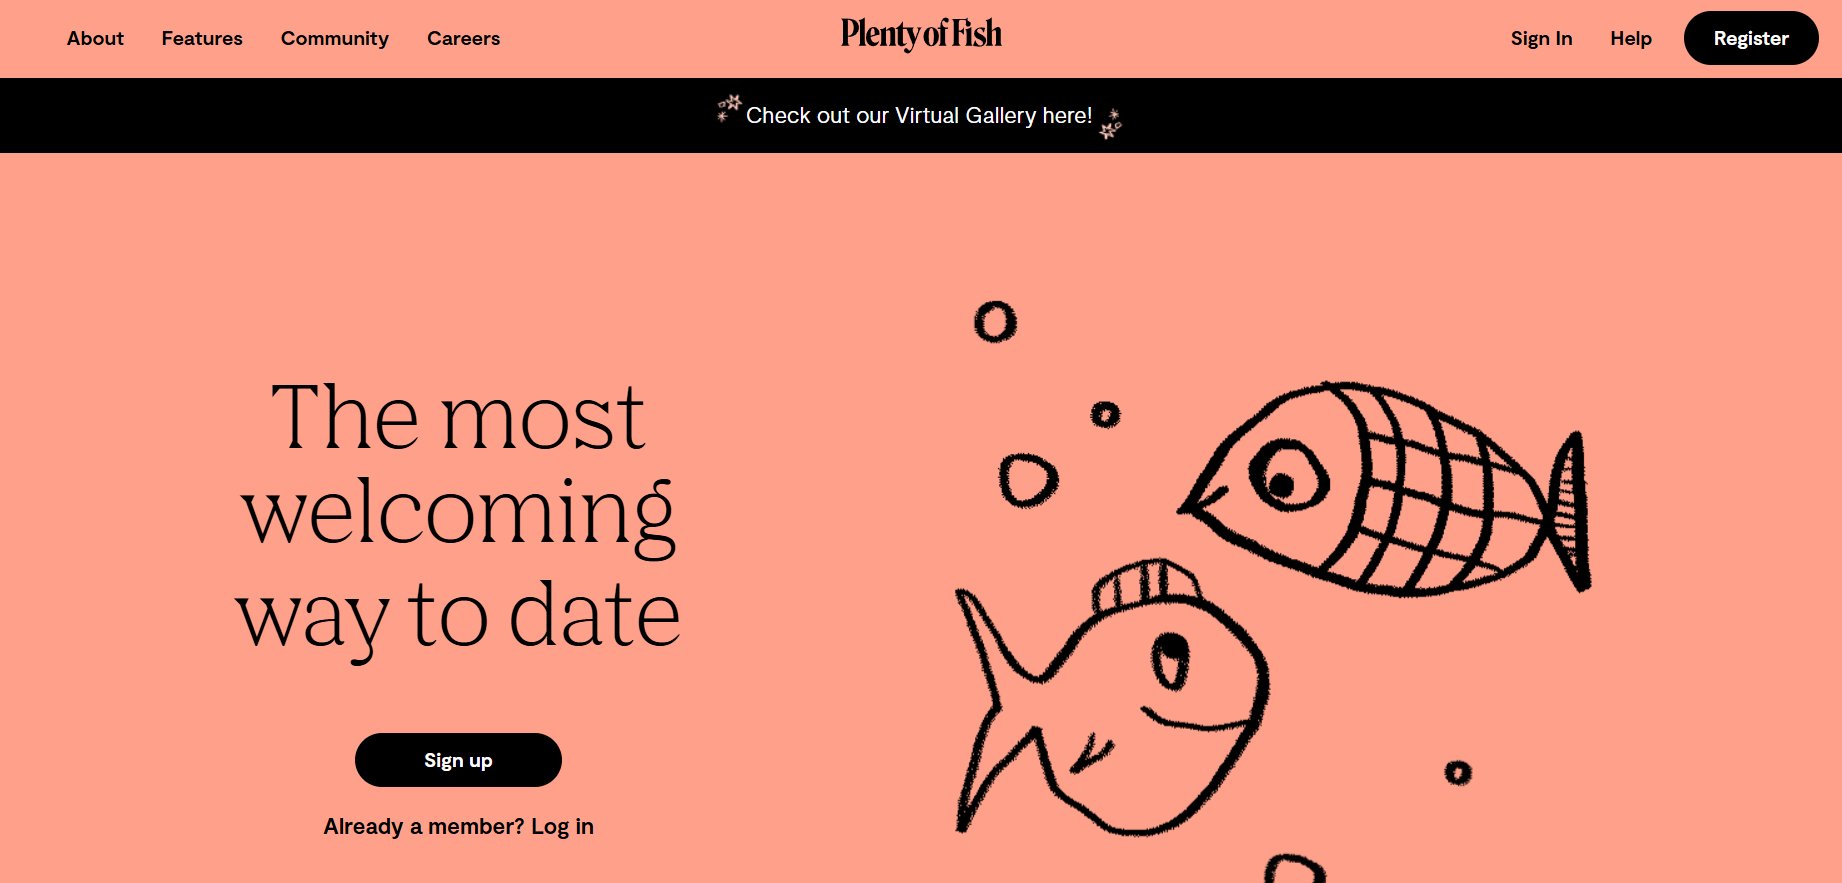 About Features Community Careers Plenty of Fish Sign In Help Register
Check out our Virtual Gallery here!
The most
welcoming
way to date
Sign up
Already a member? Log in